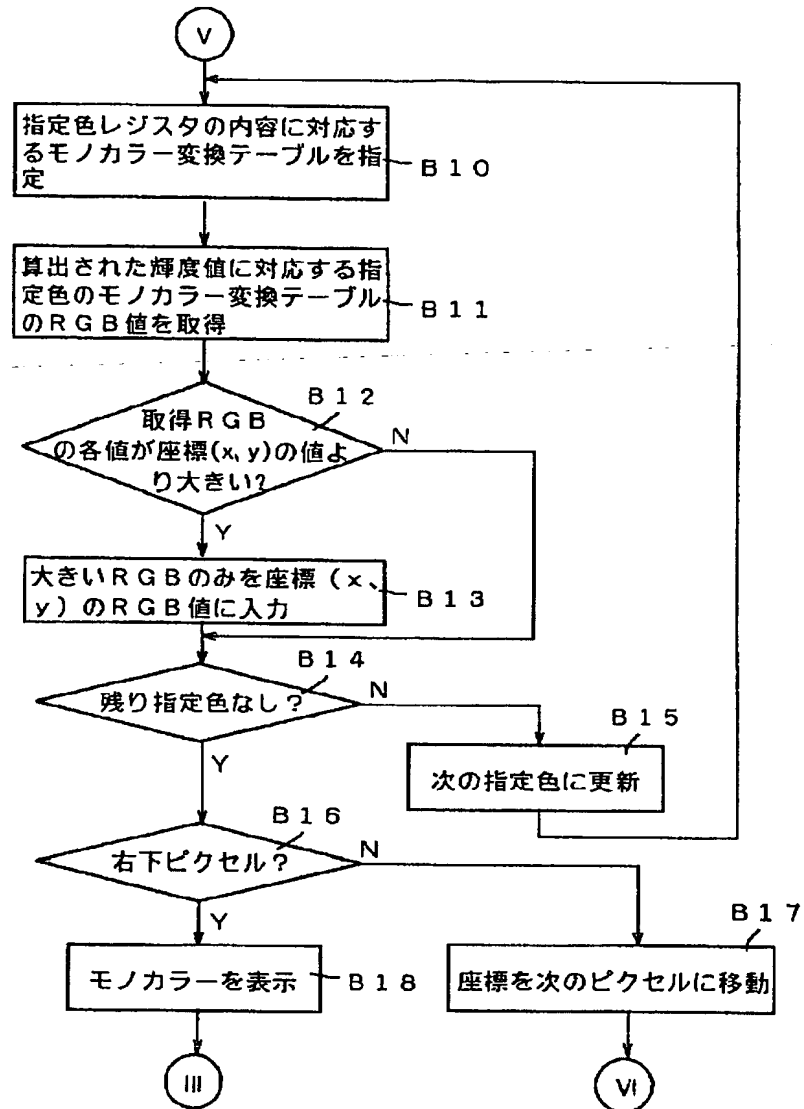 V
指定色レジスタの内容に対応す
るモノカラー変換テーブルを指
定
B10
算出された輝度値に対応する指
定色のモノカラー変換テーブル
のRGB値を取得
B11
B12
取得RGB
の各値が座標(x、y)の値よ
り大きい?
N
Y
大きいRGBのみを座標(x、
y)のRGB値に入力
B13
B14
残り指定色なし?
N
Y
B15
次の指定色に更新
B16
右下ピクセル?
N
Y
B17
モノカラーを表示
B18
座標を次のピクセルに移動
III
VI